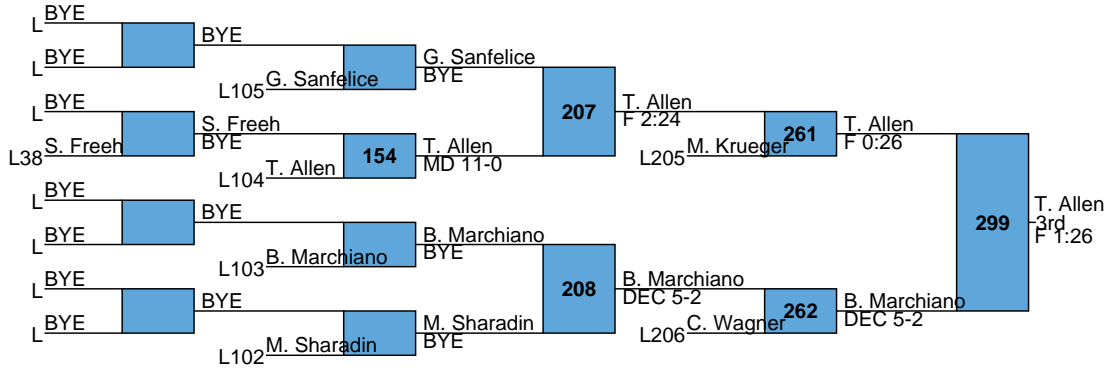 L BYE
BYE
L BYE
G. Sanfelice
BYE
L105 G. Sanfelice
L BYE
T. Allen
F 2:24
207
S. Freeh
BYE
L38 S. Freeh
154
T. Allen
MD 11-0
261
T. Allen
F 0:26
L205 M. Krueger
L104 T. Allen
L BYE
BYE
L BYE
B. Marchiano
BYE
L103 B. Marchiano
299
T. Allen
3rd
F 1:26
L BYE
208
B. Marchiano
DEC 5-2
BYE
262
B. Marchiano
DEC 5-2
L BYE
M. Sharadin
BYE
L206 C. Wagner
L102 M. Sharadin